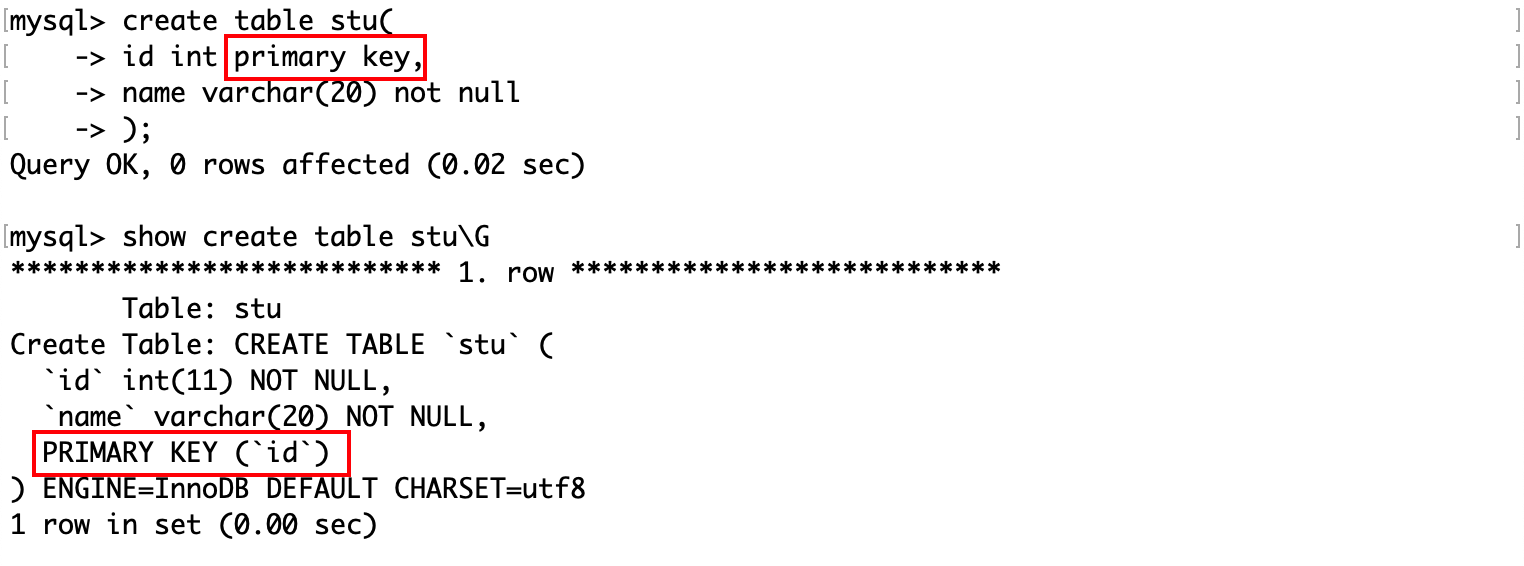 mysql> create table stu(
    -> id int primary key,
    -> name varchar(20) not null
    -> );
Query OK, 0 rows affected (0.02 sec)
mysql> show create table stu\G
*************************** 1. row ***************************
       Table: stu
Create Table: CREATE TABLE `stu` (
  `id` int(11) NOT NULL,
  `name` varchar(20) NOT NULL,
  PRIMARY KEY (`id`)
) ENGINE=InnoDB DEFAULT CHARSET=utf8
1 row in set (0.00 sec)